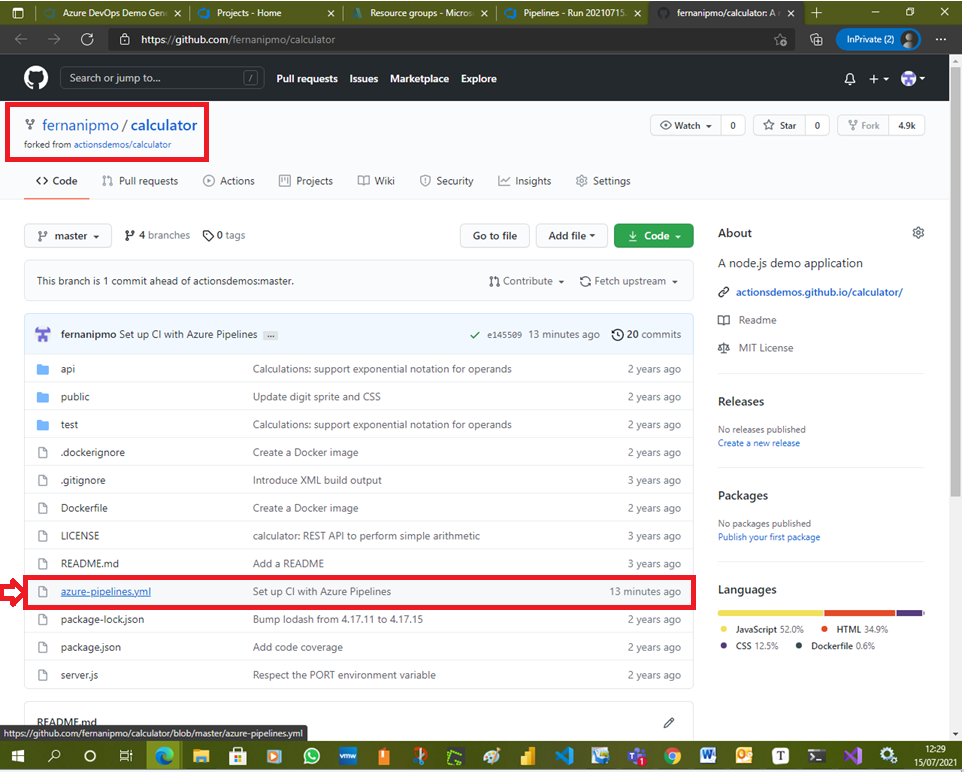 Azure DevOps Demo Gene
Projects - Home
Resource groups - Micros
Pipelines - Run 20210715.
fernanipmo/calculator: A n
https://github.com/fernanipmo/calculator
InPrivate (2)
Search or jump to...
/
Pull requests
Issues
Marketplace
Explore
fernanipmo / calculator
forked from actionsdemos/calculator
Watch 0
Star 0
Fork 4.9k
Code
Pull requests
Actions
Projects
Wiki
Security
Insights
Settings
master
4 branches
0 tags
Go to file
Add file
Code
This branch is 1 commit ahead of actionsdemos:master.
Contribute
Fetch upstream
fernanipmo Set up CI with Azure Pipelines ...
e145509 13 minutes ago
20 commits
api Calculations: support exponential notation for operands 2 years ago
public Update digit sprite and CSS 2 years ago
test Calculations: support exponential notation for operands 2 years ago
.dockerignore Create a Docker image 2 years ago
.gitignore Introduce XML build output 3 years ago
Dockerfile Create a Docker image 2 years ago
LICENSE calculator: REST API to perform simple arithmetic 3 years ago
README.md Add a README 3 years ago
azure-pipelines.yml Set up CI with Azure Pipelines 13 minutes ago
package-lock.json Bump lodash from 4.17.11 to 4.17.15 2 years ago
package.json Add code coverage 2 years ago
server.js Respect the PORT environment variable 2 years ago
README.md
About
A node.js demo application
actionsdemos.github.io/calculator/
Readme
MIT License
Releases
No releases published
Create a new release
Packages
No packages published
Publish your first package
Languages
JavaScript 52.0%
HTML 34.9%
CSS 12.5%
Dockerfile 0.6%
https://github.com/fernanipmo/calculator/blob/master/azure-pipelines.yml
vmw
1
W
T
12:29
15/07/2021